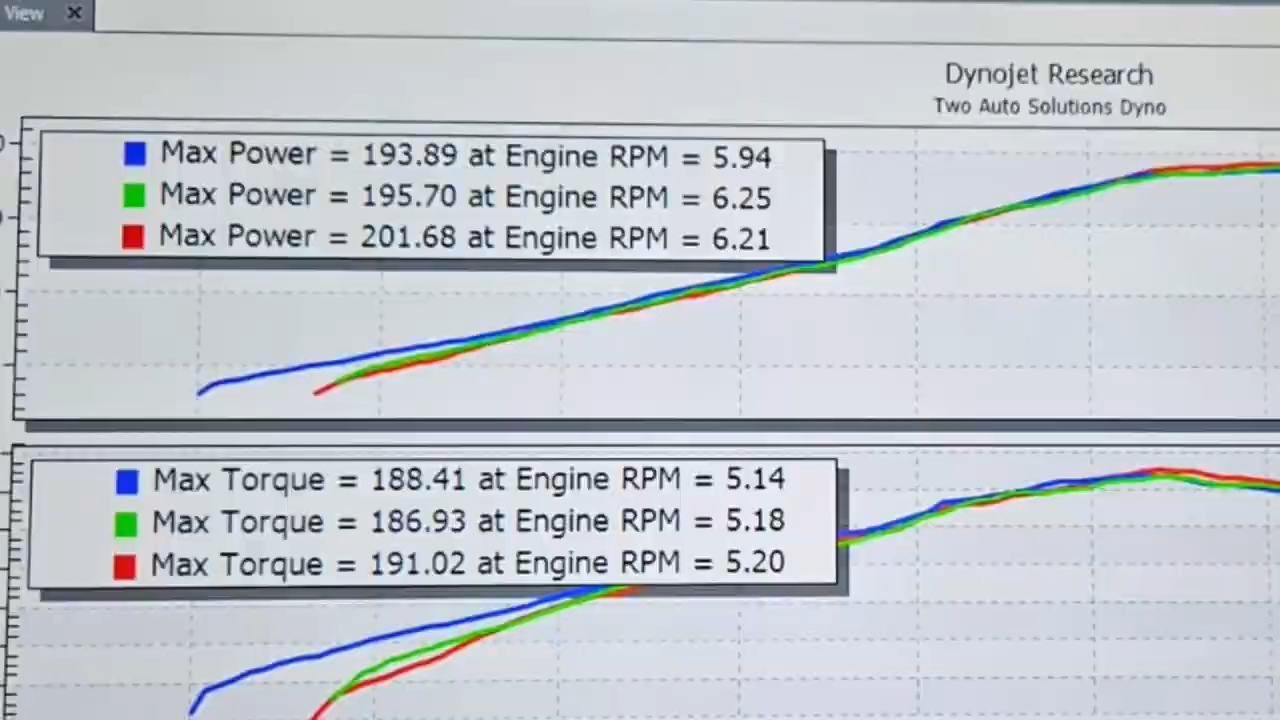 View X
Dynojet Research
Two Auto Solutions Dyno
Max Power = 193.89 at Engine RPM = 5.94
Max Power = 195.70 at Engine RPM = 6.25
Max Power = 201.68 at Engine RPM = 6.21
Max Torque = 188.41 at Engine RPM = 5.14
Max Torque = 186.93 at Engine RPM = 5.18
Max Torque = 191.02 at Engine RPM = 5.20